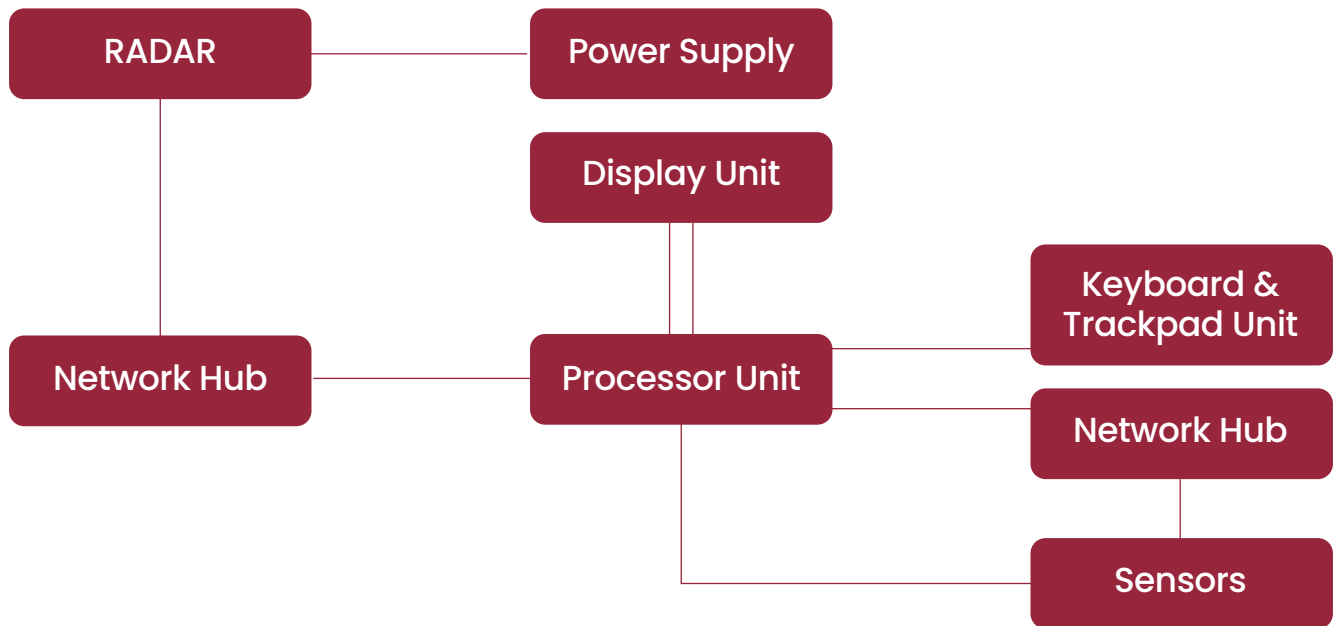 RADAR
Power Supply
Display Unit
Keyboard &
Trackpad Unit
Network Hub
Processor Unit
Network Hub
Sensors